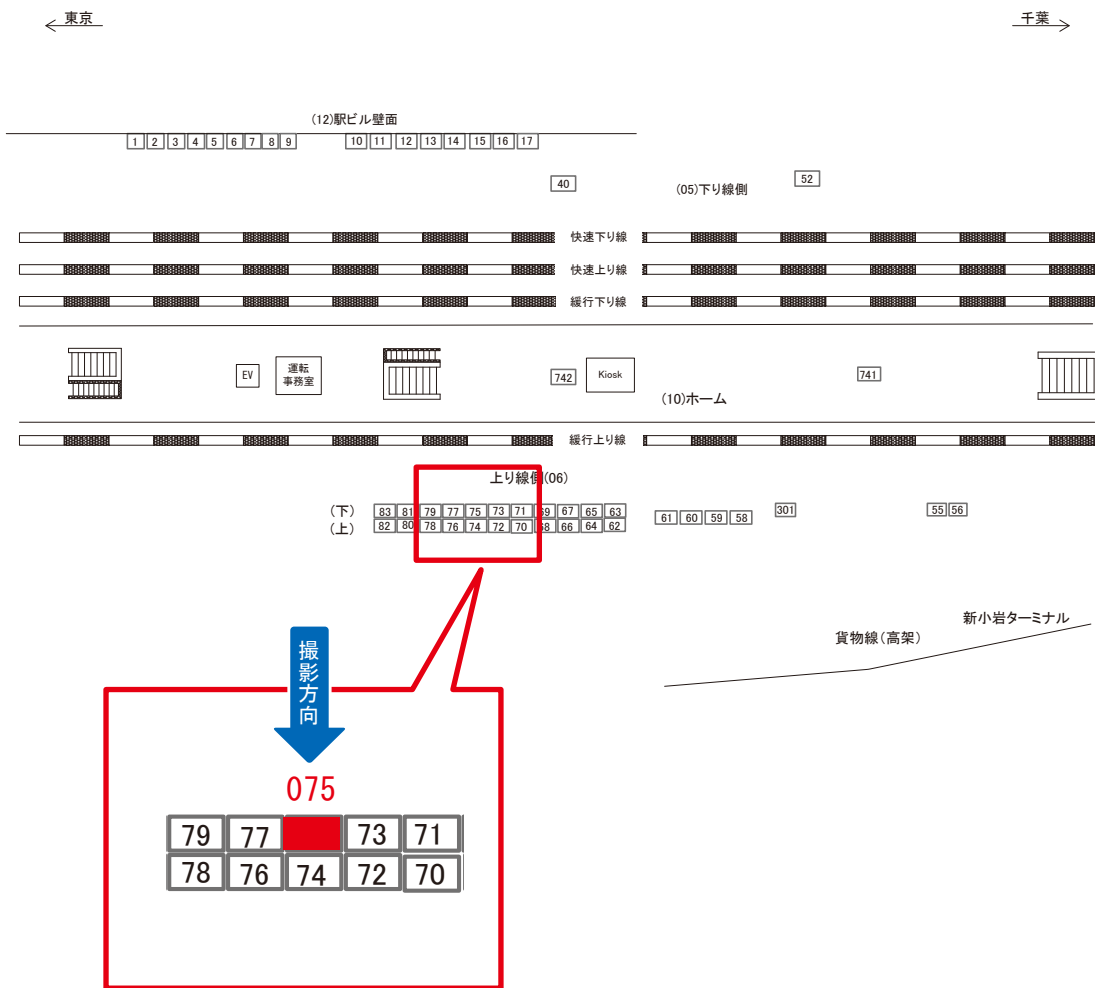 東京
千葉
(12)駅ビル壁面
1 2 3 4 5 6 7 8 9 10 11 12 13 14 15 16 17
40
(05)下り線側
52
快速下り線
快速上り線
緩行下り線
EV
運転
事務室
742
Kiosk
741
(10)ホーム
緩行上り線
上り線側(06)
(下) 83 81 79 77 75 73 71 69 67 65 63
(上) 82 80 78 76 74 72 70 68 66 64 62
61 60 59 58
301
55 56
新小岩ターミナル
貨物線(高架)
撮影方向
075
79 77 73 71
78 76 74 72 70